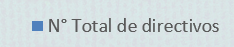 N° Total de directivos